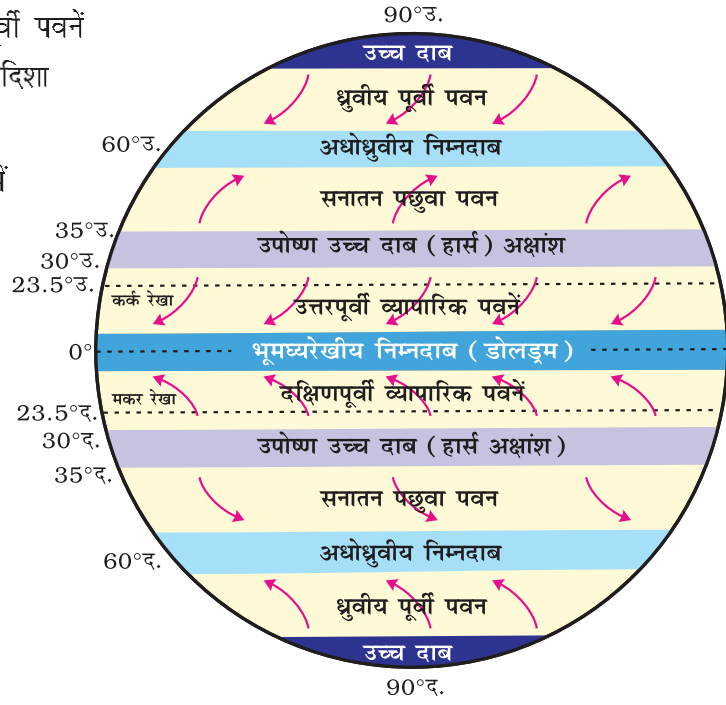 र्वी पवनें
90°उ.
उच्च दाब
दिशा
ध्रुवीय पूर्वी पवन
60°उ.
अधोध्रुवीय निम्नदाब
सनातन पछुवा पवन
35°उ.
उपोष्ण उच्च दाब (हार्स) अक्षांश
30°उ.
23.5°उ.
कर्क रेखा
उत्तरपूर्वी व्यापारिक पवनें
0°
भूमघ्यरेखीय निम्नदाब (डोलड्रम)
मकर रेखा
दक्षिणपूर्वी व्यापारिक पवनें
23.5°द.
30°द.
उपोष्ण उच्च दाब (हार्स अक्षांश)
35°द.
सनातन पछुवा पवन
60°द.
अधोध्रुवीय निम्नदाब
ध्रुवीय पूर्वी पवन
उच्च दाब
90°द.